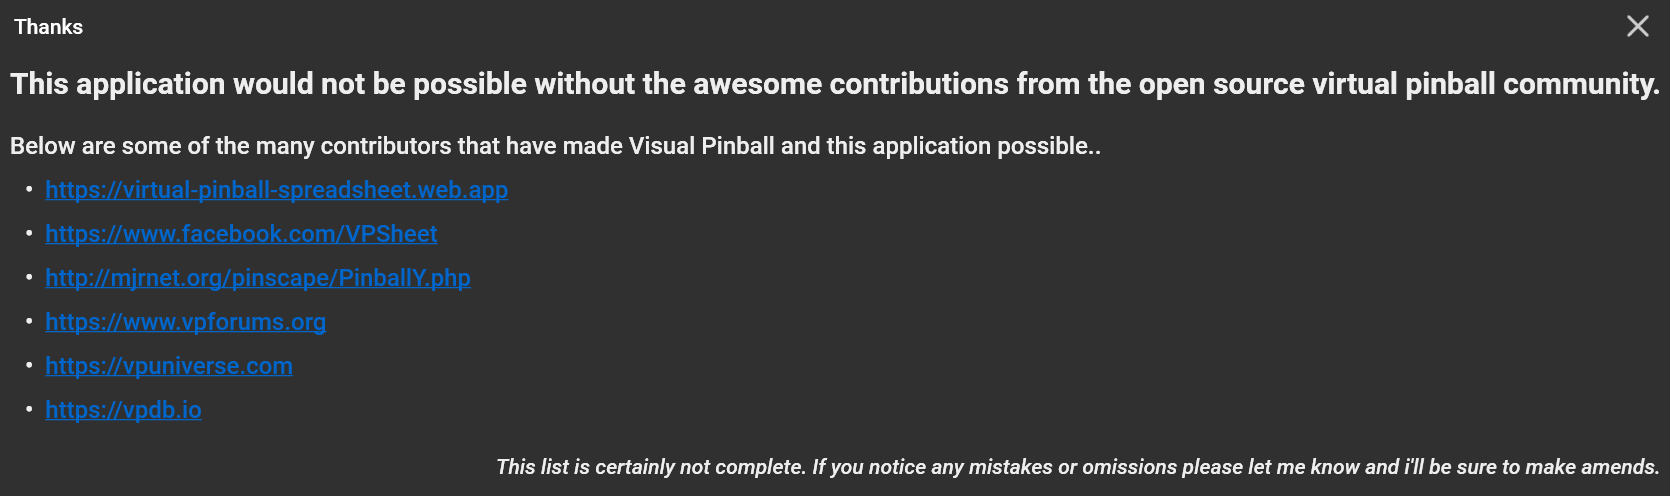 Thanks
This application would not be possible without the awesome contributions from the open source virtual pinball community.
Below are some of the many contributors that have made Visual Pinball and this application possible..
• https://virtual-pinball-spreadsheet.web.app
• https://www.facebook.com/VPSheet
• http://mjrnet.org/pinscape/PinballY.php
• https://www.vpforums.org
• https://vpuniverse.com
• https://vpdb.io
This list is certainly not complete. If you notice any mistakes or omissions please let me know and i'll be sure to make amends.